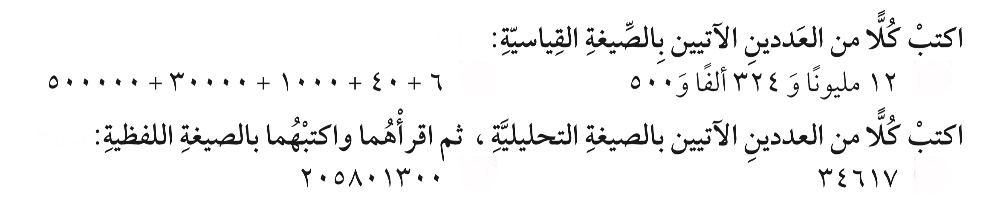 اكتبْ كُلًّا من العَددينِ الآتيين بِالصِّيغةِ القِياسيّةِ:
١٢ مليونًا وَ ٣٢٤ ألفًا وَ٥٠٠ ٥٠٠٠٠٠ + ٣٠٠٠٠ + ١٠٠٠ + ٤٠ + ٦
اكتبْ كُلًّا من العددينِ الآتيين بالصيغةِ التحليليَّةِ ، ثم اقرأْهُما واكتبْهُما بالصيغةِ اللفظيةِ:
٣٤٦١٧ ٢٠٥٨٠١٣٠٠